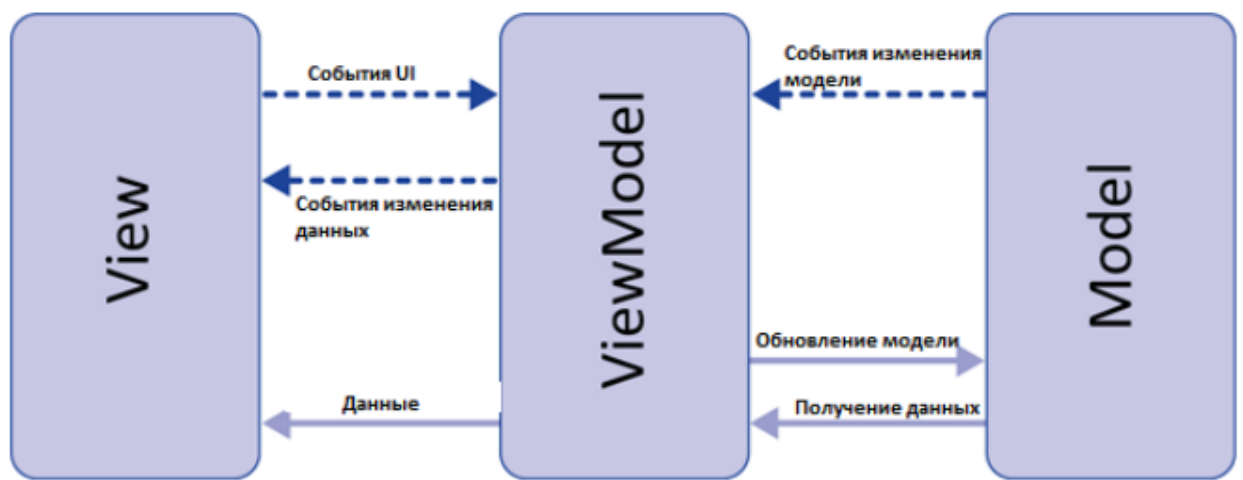 View
События UI
События изменения
данных
Данные
ViewModel
События изменения
модели
Обновление модели
Получение данных
Model